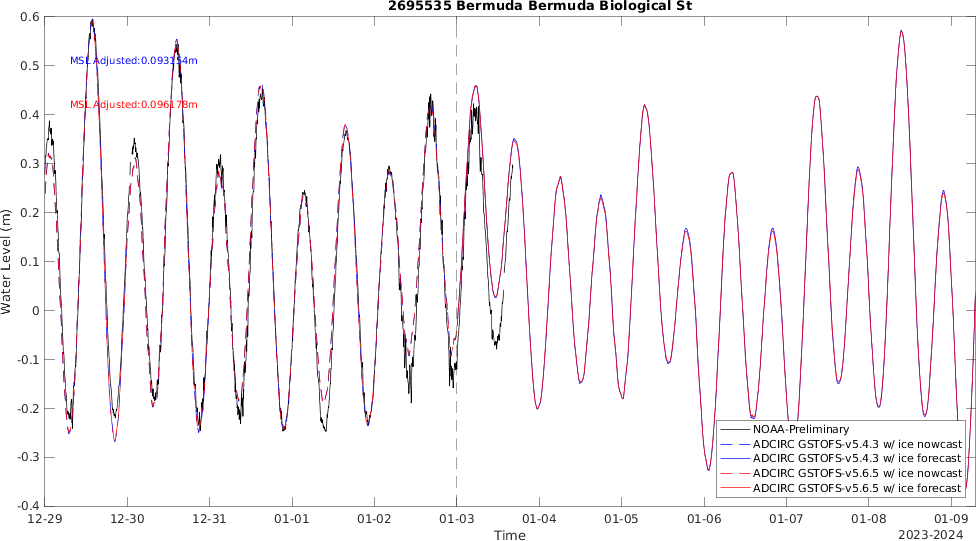 2695535 Bermuda Bermuda Biological St
0.6
0.5
0.4
0.3
0.2
0.1
0
-0.1
-0.2
-0.3
-0.4
Water Level (m)
MSL Adjusted:0.093154m
MSL Adjusted:0.096178m
NOAA-Preliminary
ADCIRC GSTOFS-v5.4.3 w/ ice nowcast
ADCIRC GSTOFS-v5.4.3 w/ ice forecast
ADCIRC GSTOFS-v5.6.5 w/ ice nowcast
ADCIRC GSTOFS-v5.6.5 w/ ice forecast
12-29 12-30 12-31 01-01 01-02 01-03 01-04 01-05 01-06 01-07 01-08 01-09
Time
2023-2024